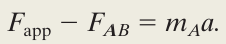 F_app − F_AB = m_A a.